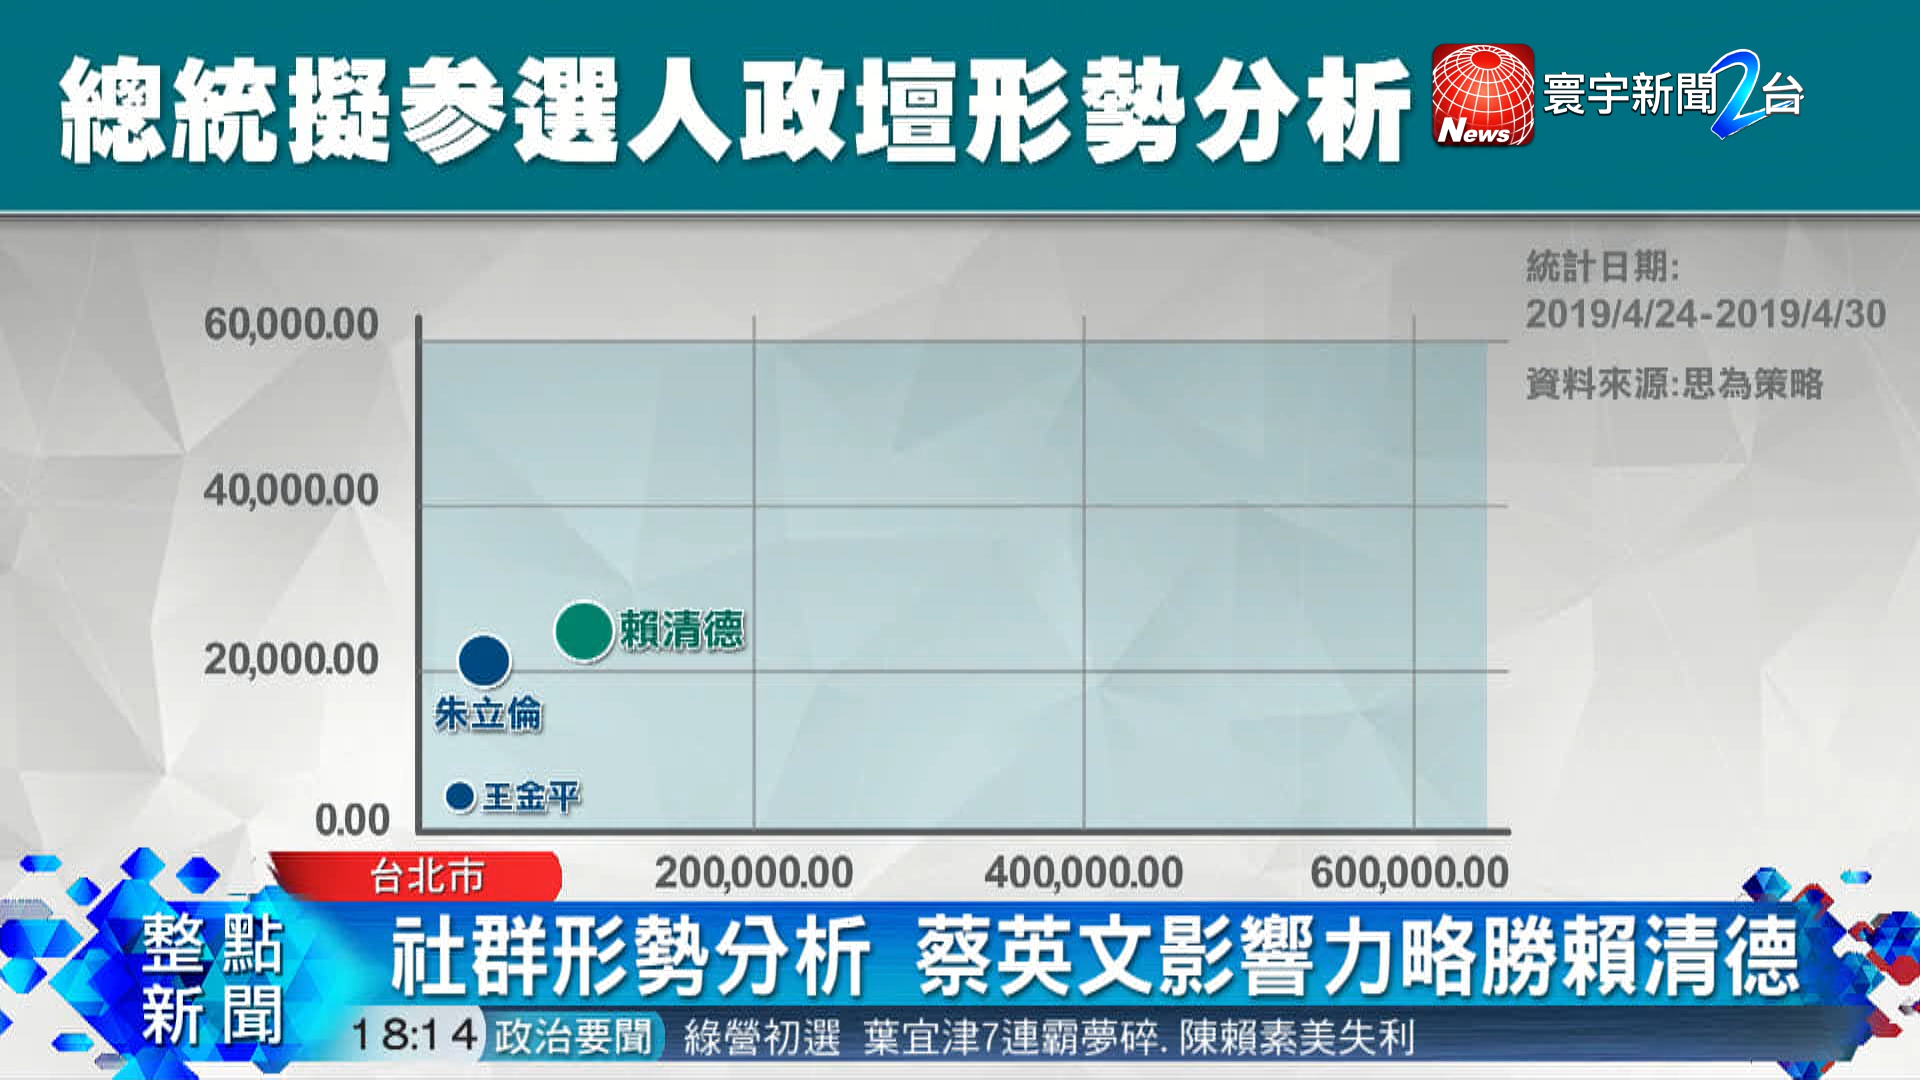 總統擬參選人政壇形勢分析
News
寰宇新聞2台
統計日期:
2019/4/24-2019/4/30
資料來源:思為策略
60,000.00
40,000.00
20,000.00
0.00
賴清德
朱立倫
王金平
200,000.00
400,000.00
600,000.00
台北市
整點
新聞
社群形勢分析 蔡英文影響力略勝賴清德
18:14
政治要聞
綠營初選 葉宜津7連霸夢碎.陳賴素美失利